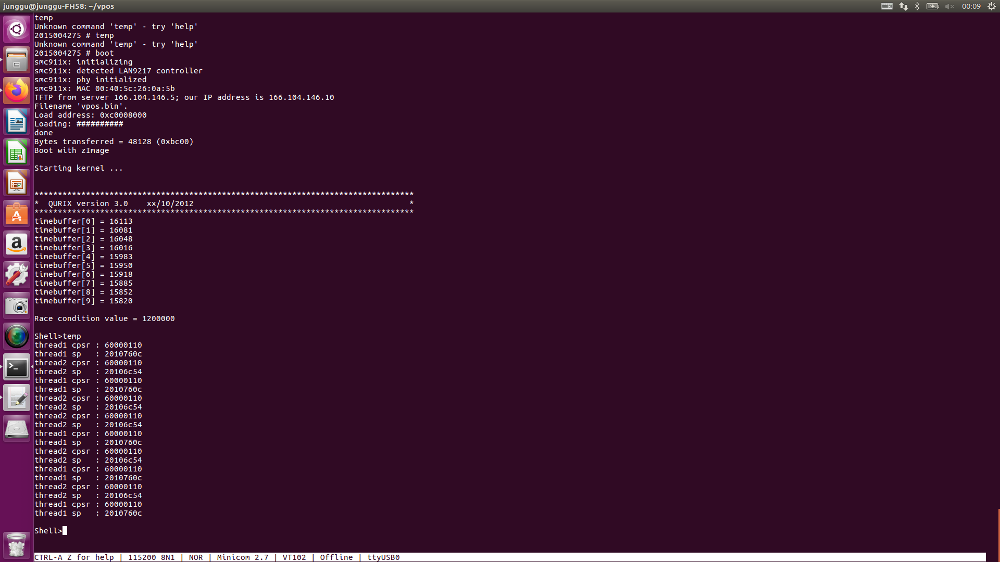 junggu@junggu-FH58: ~/vpos
00:09
temp
Unknown command 'temp' - try 'help'
2015004275 # temp
Unknown command 'temp' - try 'help'
2015004275 # boot
smc911x: initializing
smc911x: detected LAN9217 controller
smc911x: phy initialized
smc911x: MAC 00:40:5c:26:0a:5b
TFTP from server 166.104.146.5; our IP address is 166.104.146.10
Filename 'vpos.bin'.
Load address: 0xc0008000
Loading: ##########
done
Bytes transferred = 48128 (0xbc00)
Boot with zImage
Starting kernel ...
*********************************************************************************
*  QURIX version 3.0    xx/10/2012                                              *
*********************************************************************************
timebuffer[0] = 16113
timebuffer[1] = 16081
timebuffer[2] = 16048
timebuffer[3] = 16016
timebuffer[4] = 15983
timebuffer[5] = 15950
timebuffer[6] = 15918
timebuffer[7] = 15885
timebuffer[8] = 15852
timebuffer[9] = 15820
Race condition value = 1200000
Shell>temp
thread1 cpsr : 60000110
thread1 sp   : 2010760c
thread2 cpsr : 60000110
thread2 sp   : 20106c54
thread1 cpsr : 60000110
thread1 sp   : 2010760c
thread2 cpsr : 60000110
thread2 sp   : 20106c54
thread2 cpsr : 60000110
thread2 sp   : 20106c54
thread1 cpsr : 60000110
thread1 sp   : 2010760c
thread2 cpsr : 60000110
thread2 sp   : 20106c54
thread1 cpsr : 60000110
thread1 sp   : 2010760c
thread2 cpsr : 60000110
thread2 sp   : 20106c54
thread1 cpsr : 60000110
thread1 sp   : 2010760c
Shell>
CTRL-A Z for help | 115200 8N1 | NOR | Minicom 2.7 | VT102 | Offline | ttyUSB0